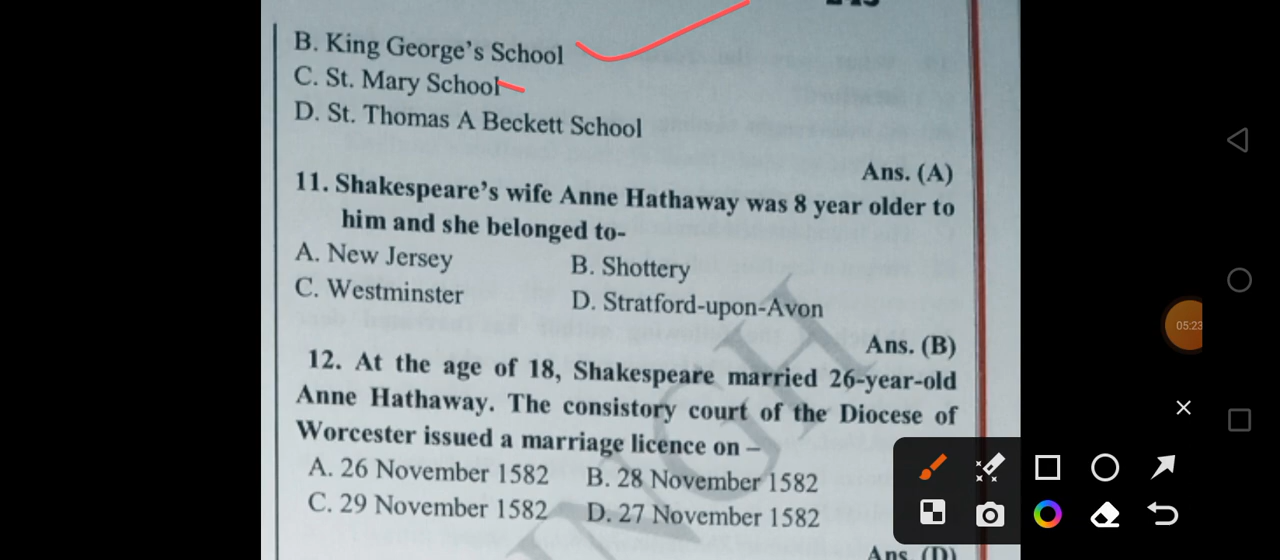 B. King George's School
C. St. Mary School
D. St. Thomas A Beckett School
Ans. (A)
11. Shakespeare's wife Anne Hathaway was 8 year older to
him and she belonged to-
A. New Jersey B. Shottery
C. Westminster D. Stratford-upon-Avon
Ans. (B)
12. At the age of 18, Shakespeare married 26-year-old
Anne Hathaway. The consistory court of the Diocese of
Worcester issued a marriage licence on –
A. 26 November 1582 B. 28 November 1582
C. 29 November 1582 D. 27 November 1582
Ans. (D)
05:23